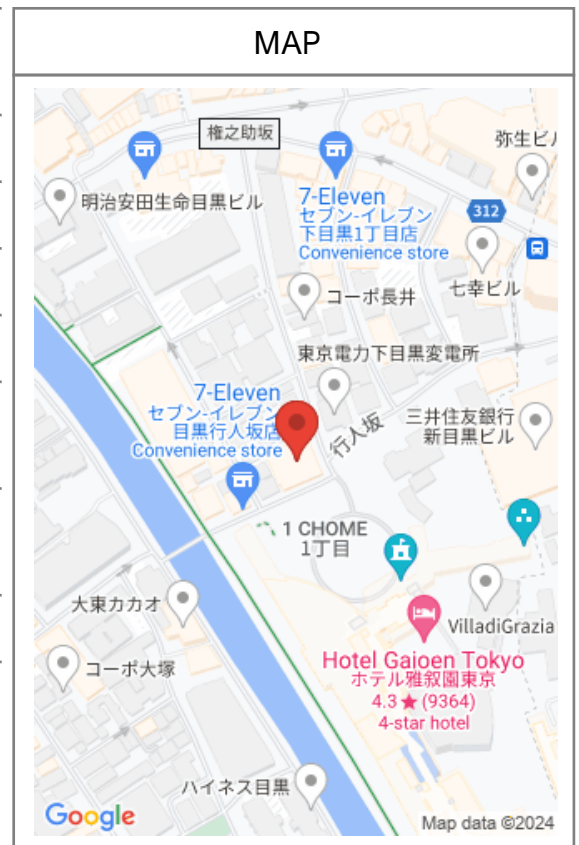 MAP
権之助坂
弥生ビ
明治安田生命目黒ビル
7-Eleven
セブン-イレブン
下目黒1丁目店
Convenience store
312
七幸ビル
コーポ長井
東京電力下目黒変電所
7-Eleven
セブン-イレブン
目黒行人坂店
Convenience store
行人坂
三井住友銀行
新目黒ビル
1 CHOME
1丁目
大東カカオ
VilladiGrazia
コーポ大塚
Hotel Gajoen Tokyo
ホテル雅叙園東京
4.3★(9364)
4-star hotel
ハイネス目黒
Google
Map data ©2024